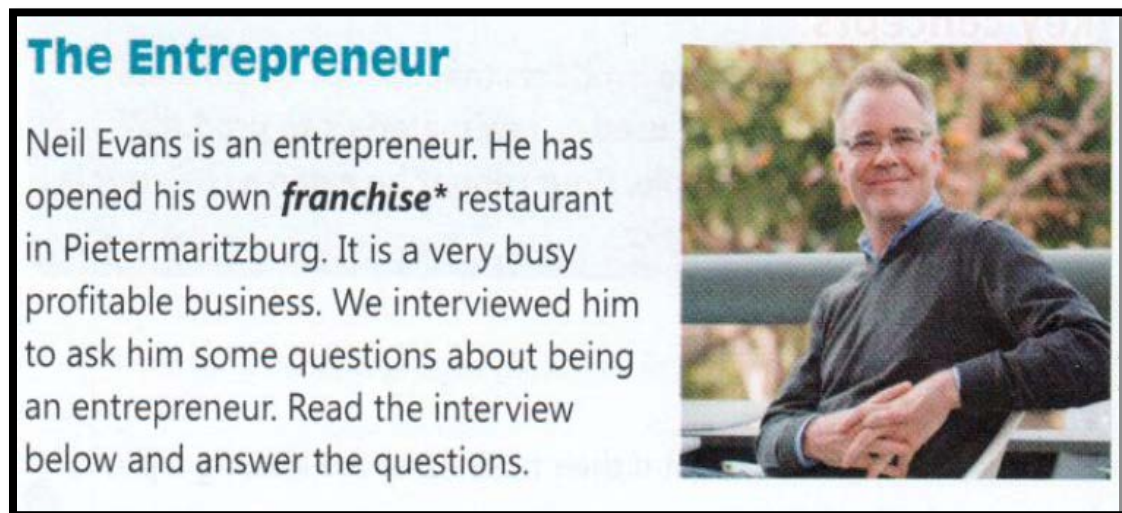 The Entrepreneur
Neil Evans is an entrepreneur. He has
opened his own franchise* restaurant
in Pietermaritzburg. It is a very busy
profitable business. We interviewed him
to ask him some questions about being
an entrepreneur. Read the interview
below and answer the questions.